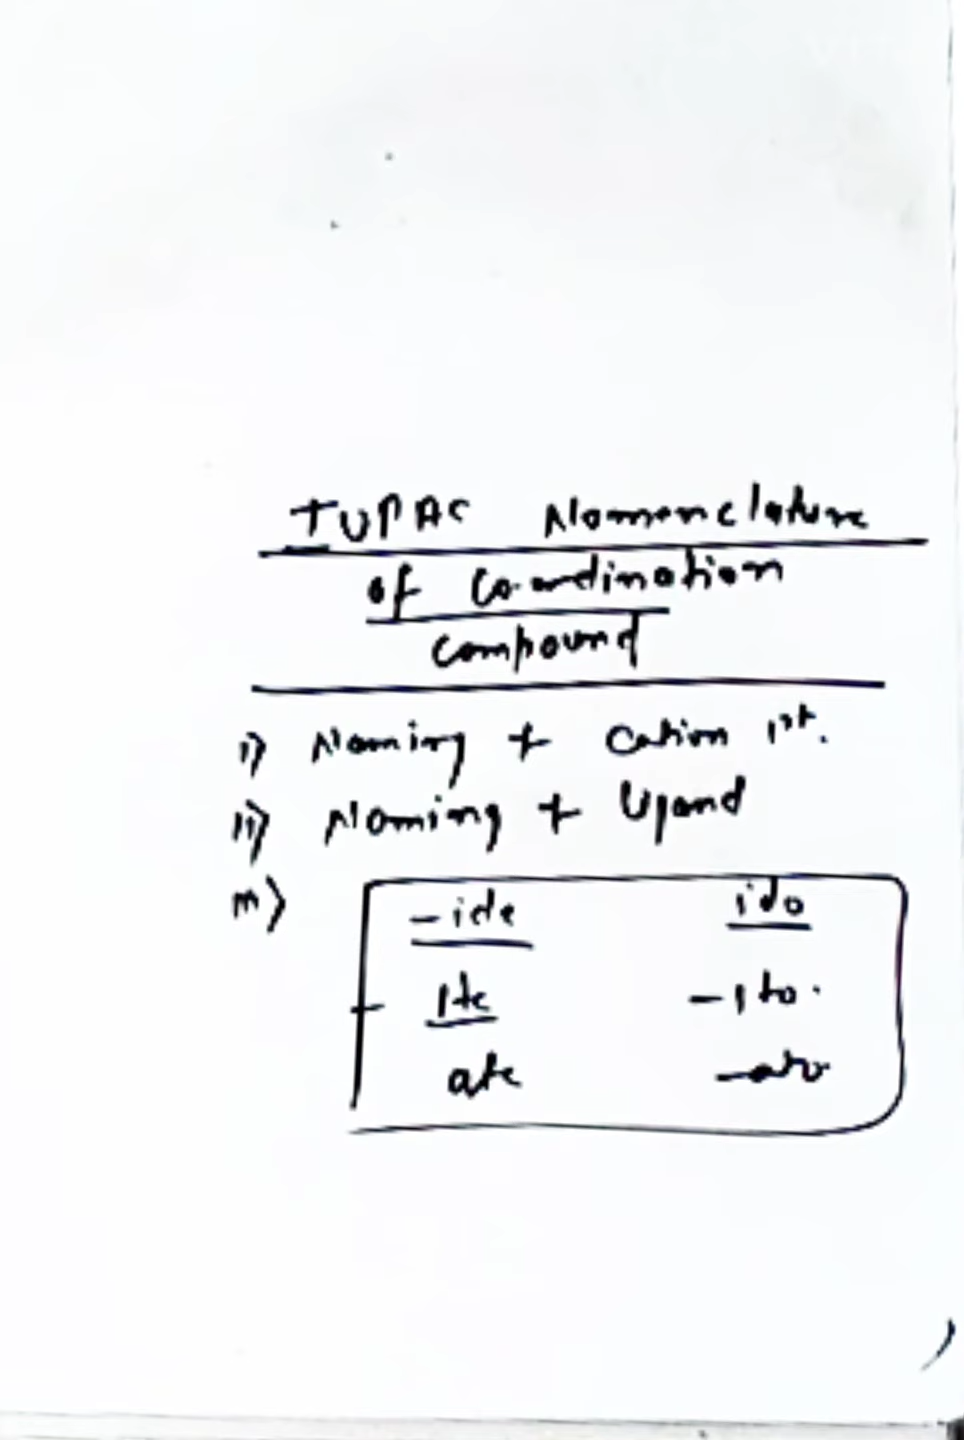 IUPAC Nomenclature
of Co-ordination
compound
i) Naming + Cation 1st.
ii) Naming + Ligand
iii)
-ide ido
ite -ito.
ate -ato